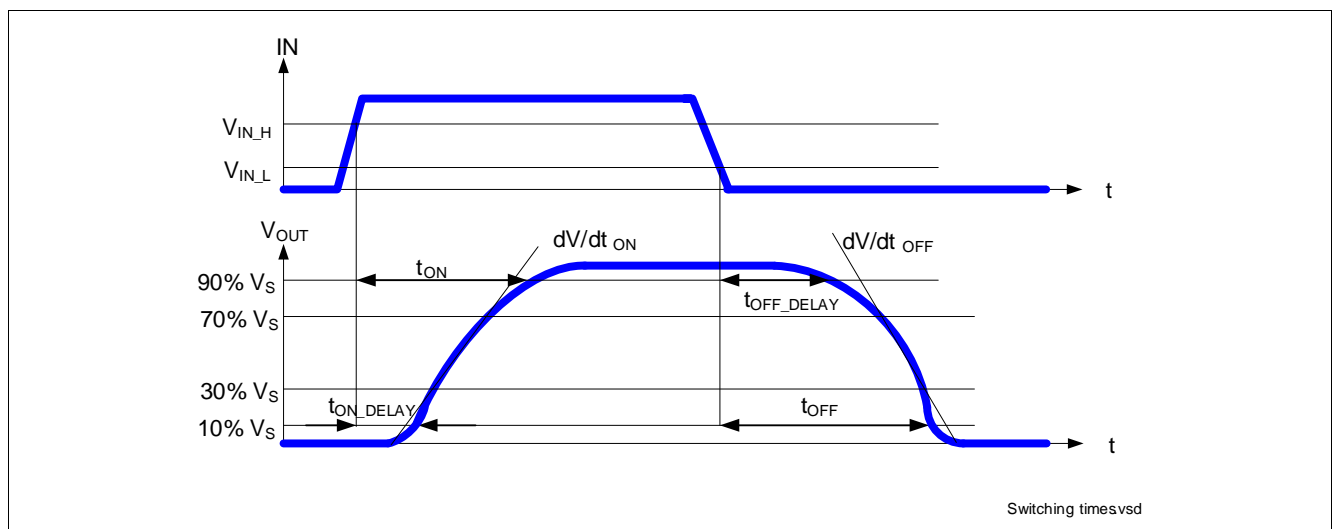 IN
V_IN_H
V_IN_L
t
V_OUT
dV/dt ON
dV/dt OFF
t_ON
90% V_S
t_OFF_DELAY
70% V_S
30% V_S
t_ON_DELAY
t_OFF
10% V_S
t
Switching times.vsd